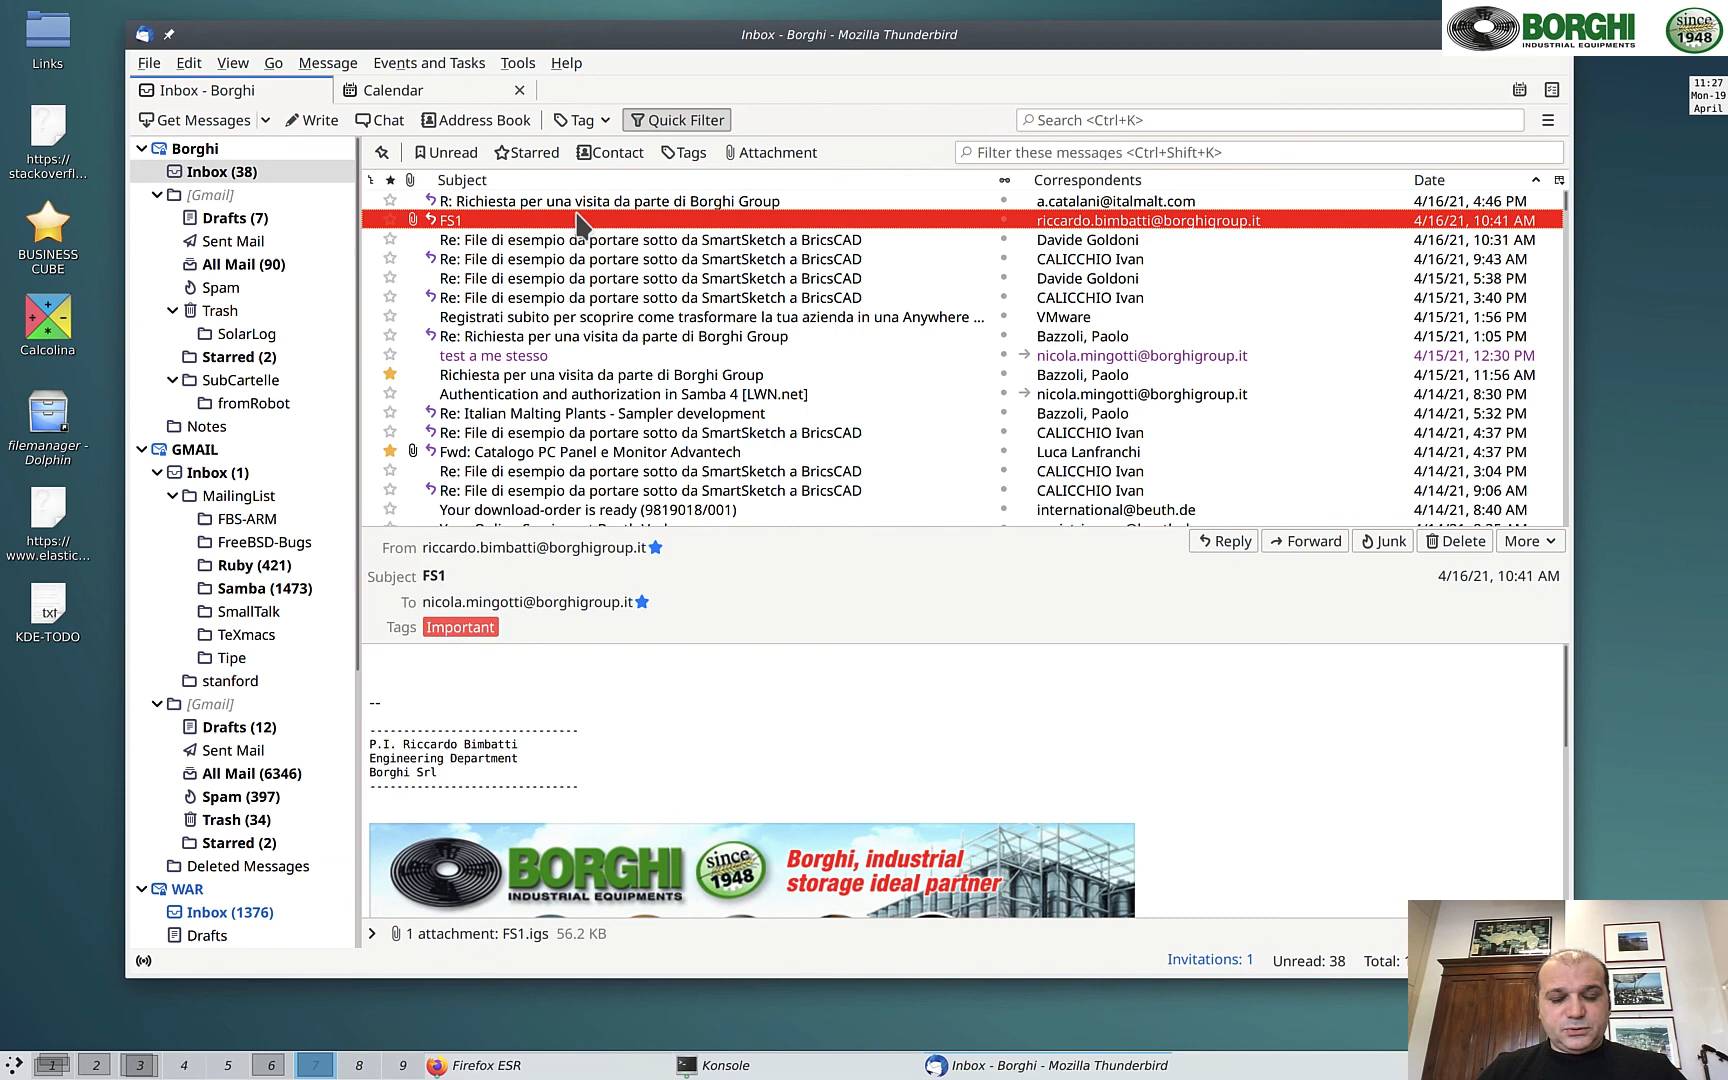 Links
https://
stackoverfl...
BUSINESS
CUBE
Calcolina
filemanager -
Dolphin
https://
www.elastic...
txt
KDE-TODO
Inbox - Borghi - Mozilla Thunderbird
BORGHI
INDUSTRIAL EQUIPMENTS
since
1948
11:27
Mon-19
April
File Edit View Go Message Events and Tasks Tools Help
Inbox - Borghi
Calendar
Get Messages Write Chat Address Book Tag Quick Filter
Search <Ctrl+K>
Unread Starred Contact Tags Attachment
Filter these messages <Ctrl+Shift+K>
Borghi
Inbox (38)
[Gmail]
Drafts (7)
Sent Mail
All Mail (90)
Spam
Trash
SolarLog
Starred (2)
SubCartelle
fromRobot
Notes
GMAIL
Inbox (1)
MailingList
FBS-ARM
FreeBSD-Bugs
Ruby (421)
Samba (1473)
SmallTalk
TeXmacs
Tipe
stanford
[Gmail]
Drafts (12)
Sent Mail
All Mail (6346)
Spam (397)
Trash (34)
Starred (2)
Deleted Messages
WAR
Inbox (1376)
Drafts
Subject Correspondents Date
R: Richiesta per una visita da parte di Borghi Group a.catalani@italmalt.com 4/16/21, 4:46 PM
FS1 riccardo.bimbatti@borghigroup.it 4/16/21, 10:41 AM
Re: File di esempio da portare sotto da SmartSketch a BricsCAD Davide Goldoni 4/16/21, 10:31 AM
Re: File di esempio da portare sotto da SmartSketch a BricsCAD CALICCHIO Ivan 4/16/21, 9:43 AM
Re: File di esempio da portare sotto da SmartSketch a BricsCAD Davide Goldoni 4/15/21, 5:38 PM
Re: File di esempio da portare sotto da SmartSketch a BricsCAD CALICCHIO Ivan 4/15/21, 3:40 PM
Registrati subito per scoprire come trasformare la tua azienda in una Anywhere ... VMware 4/15/21, 1:56 PM
Re: Richiesta per una visita da parte di Borghi Group Bazzoli, Paolo 4/15/21, 1:05 PM
test a me stesso nicola.mingotti@borghigroup.it 4/15/21, 12:30 PM
Richiesta per una visita da parte di Borghi Group Bazzoli, Paolo 4/15/21, 11:56 AM
Authentication and authorization in Samba 4 [LWN.net] nicola.mingotti@borghigroup.it 4/14/21, 8:30 PM
Re: Italian Malting Plants - Sampler development Bazzoli, Paolo 4/14/21, 5:32 PM
Re: File di esempio da portare sotto da SmartSketch a BricsCAD CALICCHIO Ivan 4/14/21, 4:37 PM
Fwd: Catalogo PC Panel e Monitor Advantech Luca Lanfranchi 4/14/21, 4:37 PM
Re: File di esempio da portare sotto da SmartSketch a BricsCAD CALICCHIO Ivan 4/14/21, 3:04 PM
Re: File di esempio da portare sotto da SmartSketch a BricsCAD CALICCHIO Ivan 4/14/21, 9:06 AM
Your download-order is ready (9819018/001) international@beuth.de 4/14/21, 8:40 AM
From riccardo.bimbatti@borghigroup.it
Reply Forward Junk Delete More
Subject FS1 4/16/21, 10:41 AM
To nicola.mingotti@borghigroup.it
Tags Important
--
-----------------------------
P.I. Riccardo Bimbatti
Engineering Department
Borghi Srl
-----------------------------
BORGHI
INDUSTRIAL EQUIPMENTS
since
1948
Borghi, industrial
storage ideal partner
1 attachment: FS1.igs 56.2 KB
Invitations: 1 Unread: 38 Total:
1 2 3 4 5 6 7 8 9 Firefox ESR Konsole Inbox - Borghi - Mozilla Thunderbird